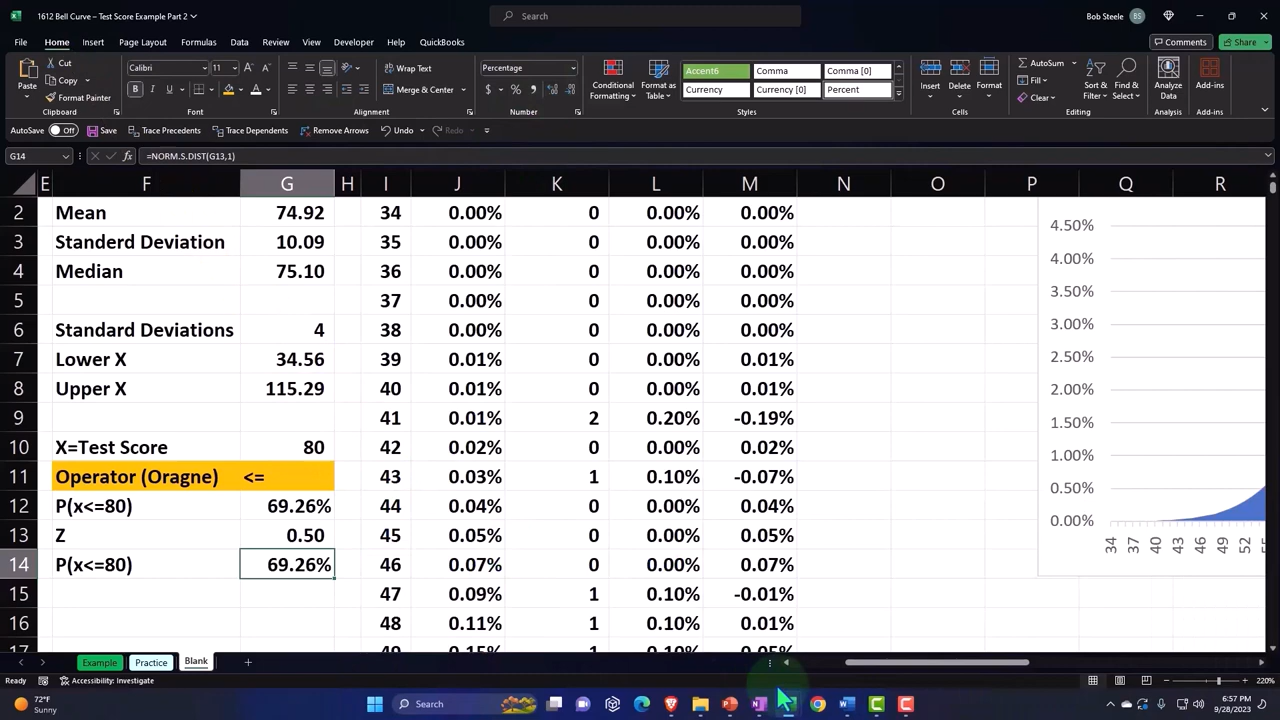 1612 Bell Curve – Test Score Example Part 2
Search
Bob Steele
BS
File Home Insert Page Layout Formulas Data Review View Developer Help QuickBooks
Comments
Share
Paste
Cut
Copy
Format Painter
Clipboard
Calibri 11
B I U
Font
Wrap Text
Merge & Center
Alignment
Percentage
$ %
Number
Conditional Formatting
Format as Table
Accent6 Comma Comma [0]
Currency Currency [0] Percent
Styles
Insert Delete Format
Cells
AutoSum
Fill
Clear
Sort & Filter
Find & Select
Editing
Analyze Data
Analysis
Add-ins
Add-ins
AutoSave Off Save Trace Precedents Trace Dependents Remove Arrows Undo Redo
G14 fx =NORM.S.DIST(G13,1)
E F G H I J K L M N O P Q R
2 Mean 74.92 34 0.00% 0 0.00% 0.00%
3 Standerd Deviation 10.09 35 0.00% 0 0.00% 0.00%
4 Median 75.10 36 0.00% 0 0.00% 0.00%
5 37 0.00% 0 0.00% 0.00%
6 Standard Deviations 4 38 0.00% 0 0.00% 0.00%
7 Lower X 34.56 39 0.01% 0 0.00% 0.01%
8 Upper X 115.29 40 0.01% 0 0.00% 0.01%
9 41 0.01% 2 0.20% -0.19%
10 X=Test Score 80 42 0.02% 0 0.00% 0.02%
11 Operator (Oragne) <= 43 0.03% 1 0.10% -0.07%
12 P(x<=80) 69.26% 44 0.04% 0 0.00% 0.04%
13 Z 0.50 45 0.05% 0 0.00% 0.05%
14 P(x<=80) 69.26% 46 0.07% 0 0.00% 0.07%
15 47 0.09% 1 0.10% -0.01%
16 48 0.11% 1 0.10% 0.01%
17 49 0.15% 1 0.10% 0.05%
4.50%
4.00%
3.50%
3.00%
2.50%
2.00%
1.50%
1.00%
0.50%
0.00%
34 37 40 43 46 49 52 55
Example Practice Blank
Ready Accessibility: Investigate 220%
72°F
Sunny
Search
6:57 PM
9/28/2023